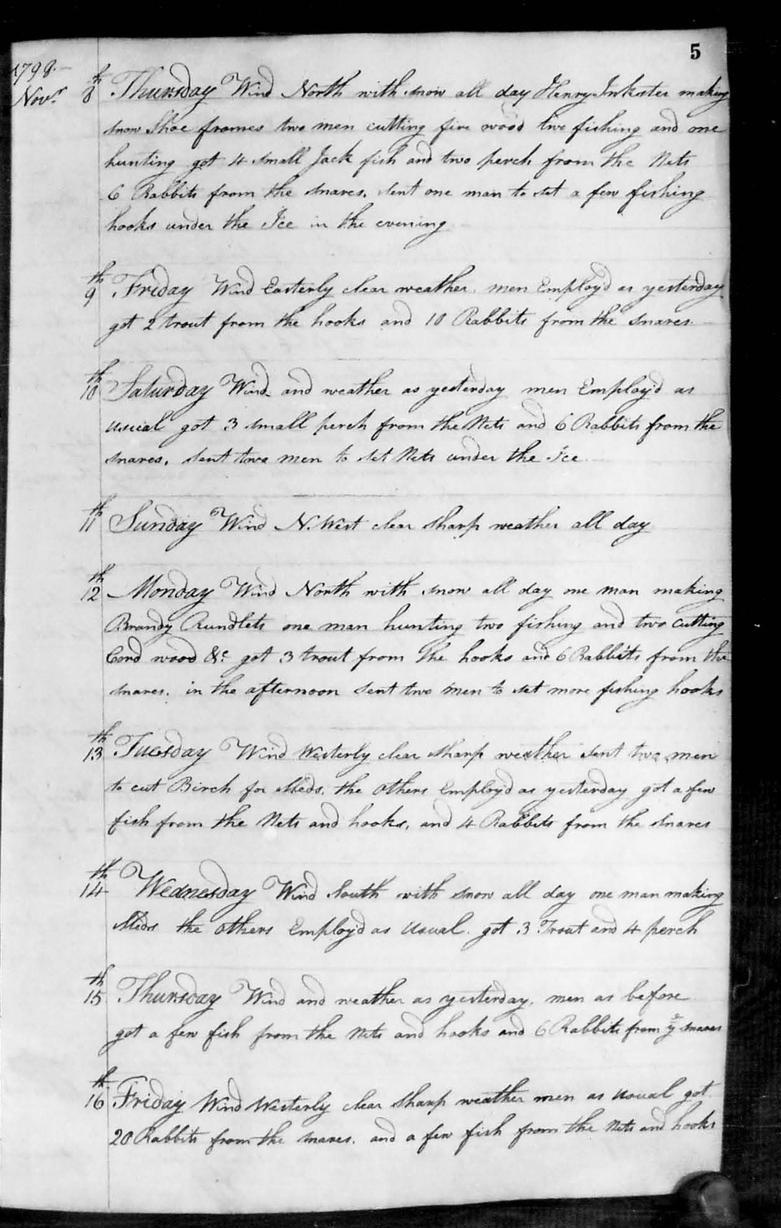 5
1798.
Novr
8th Thursday Wind North with snow all day Henry Inkster making
snow Shoe frames two men cutting fire wood two fishing and one
hunting got 4 small Jack fish and two perch from the Nets
6 Rabbits from the snares. sent one man to set a few fishing
hooks under the Ice in the evening
9th Friday Wind Easterly clear weather. men Employ'd as yesterday
got 2 trout from the hooks and 10 Rabbits from the snares.
10th Saturday Wind and weather as yesterday men Employ'd as
usual got 3 small perch from the Nets and 6 Rabbits from the
snares. sent two men to set Nets under the Ice
11th Sunday Wind N.West clear sharp weather all day
12th Monday Wind North with snow all day one man making
Brandy Rundlets one man hunting two fishing and two cutting
Cord wood &c got 3 trout from the hooks and 6 Rabbits from the
snares. in the afternoon sent two men to set more fishing hooks
13th Tuesday Wind Westerly clear sharp weather sent two men
to cut Birch for Sleds. the others Employd as yesterday got a few
fish from the Nets and hooks, and 4 Rabbits from the snares
14th Wednesday Wind South with snow all day one man making
Sleds the others Employ'd as Usual. got 3 Trout and 4 perch
15th Thursday Wind and weather as yesterday. men as before
got a few fish from the Nets and hooks and 6 Rabbits from ye snares
16th Friday Wind Westerly clear sharp weather men as usual got
20 Rabbits from the snares. and a few fish from the Nets and hooks